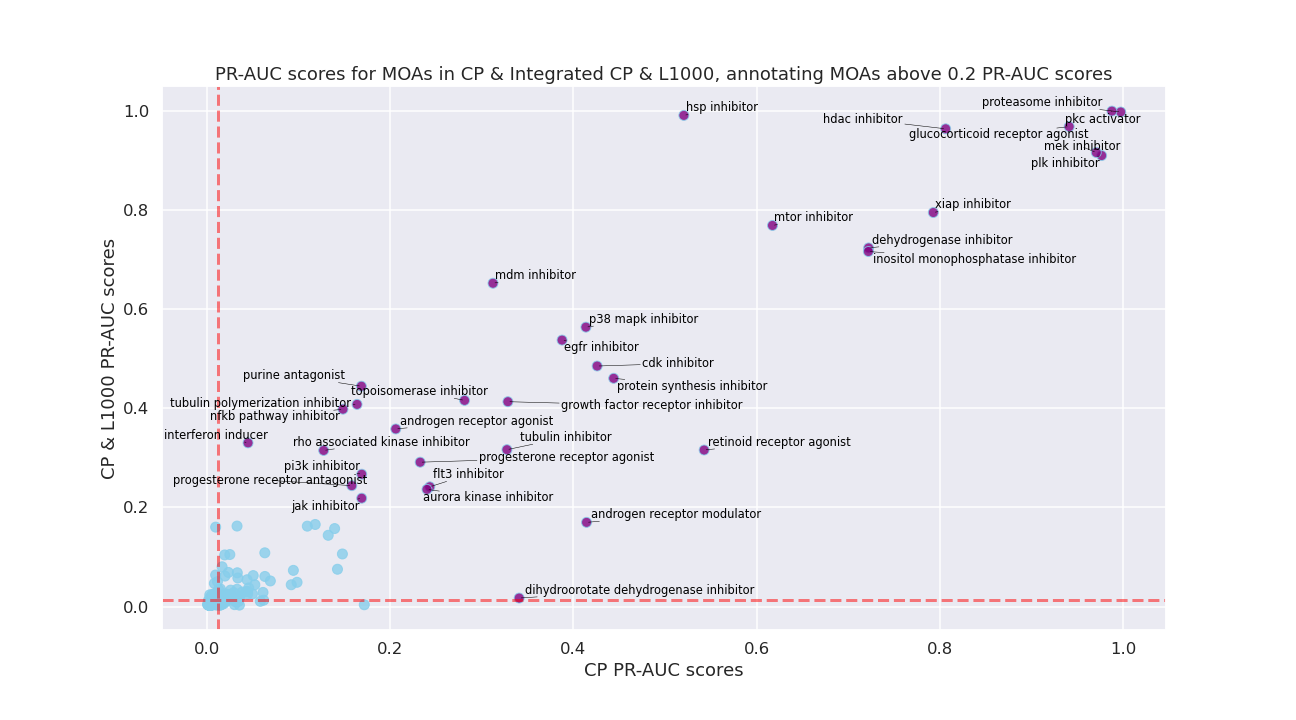 PR-AUC scores for MOAs in CP & Integrated CP & L1000, annotating MOAs above 0.2 PR-AUC scores
hsp inhibitor
proteasome inhibitor
hdac inhibitor
pkc activator
glucocorticoid receptor agonist
mek inhibitor
plk inhibitor
xiap inhibitor
mtor inhibitor
dehydrogenase inhibitor
inositol monophosphatase inhibitor
mdm inhibitor
p38 mapk inhibitor
egfr inhibitor
cdk inhibitor
purine antagonist
protein synthesis inhibitor
topoisomerase inhibitor
tubulin polymerization inhibitor
growth factor receptor inhibitor
nfkb pathway inhibitor
androgen receptor agonist
interferon inducer
tubulin inhibitor
rho associated kinase inhibitor
retinoid receptor agonist
progesterone receptor agonist
pi3k inhibitor
flt3 inhibitor
progesterone receptor antagonist
aurora kinase inhibitor
jak inhibitor
androgen receptor modulator
dihydroorotate dehydrogenase inhibitor
1.0
0.8
0.6
0.4
0.2
0.0
CP & L1000 PR-AUC scores
0.0
0.2
0.4
0.6
0.8
1.0
CP PR-AUC scores